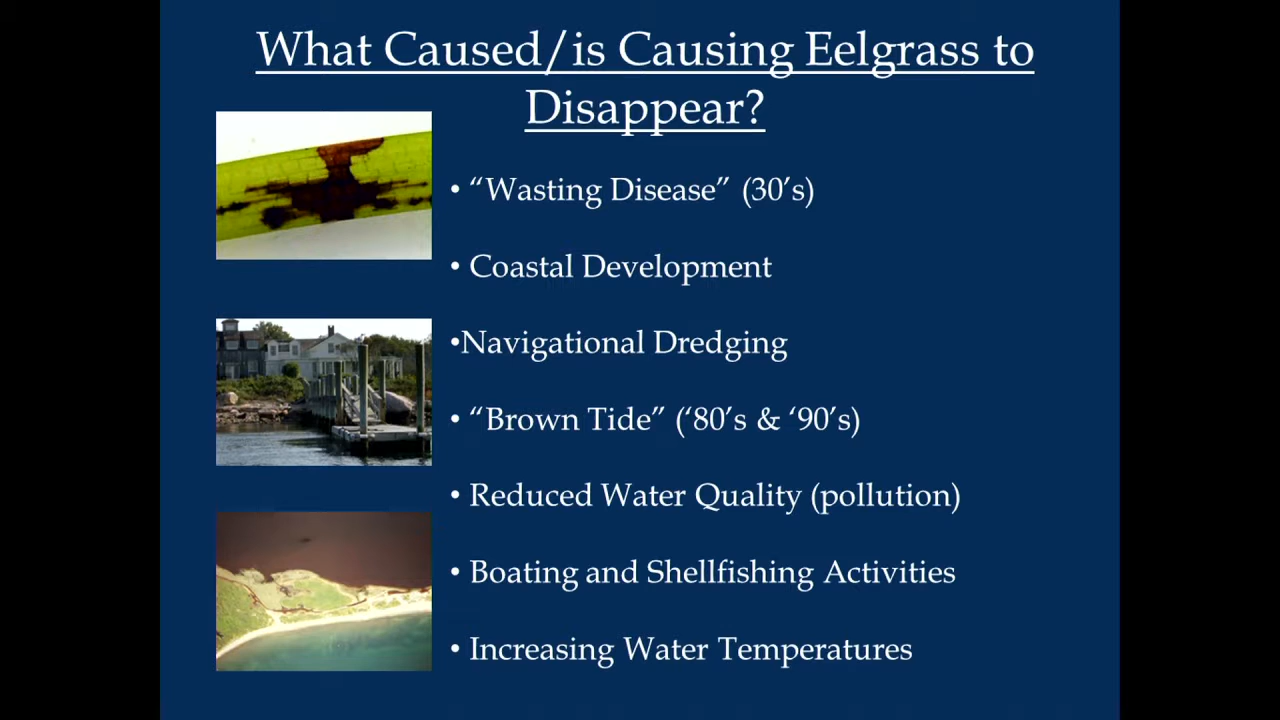 What Caused/is Causing Eelgrass to
Disappear?
• “Wasting Disease” (30’s)
• Coastal Development
•Navigational Dredging
• “Brown Tide” (‘80’s & ‘90’s)
• Reduced Water Quality (pollution)
• Boating and Shellfishing Activities
• Increasing Water Temperatures